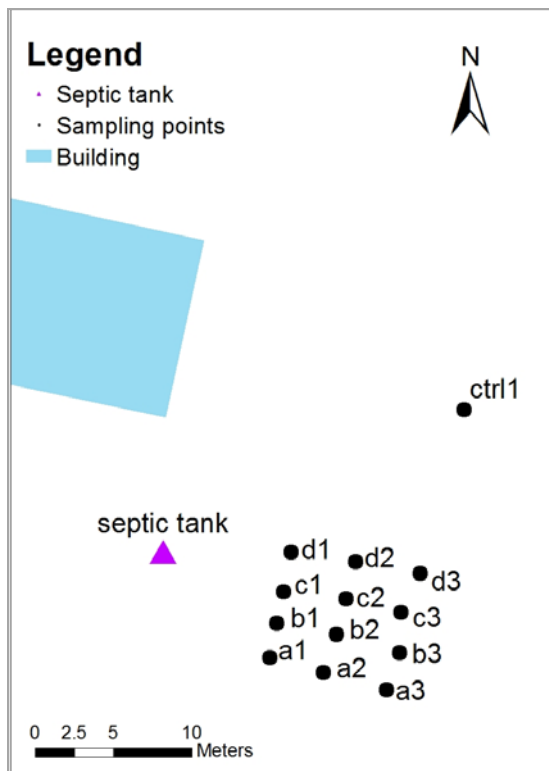 Legend
Septic tank
Sampling points
Building
N
ctrl1
septic tank
d1
d2
d3
c1
c2
c3
b1
b2
b3
a1
a2
a3
0 2.5 5 10
Meters